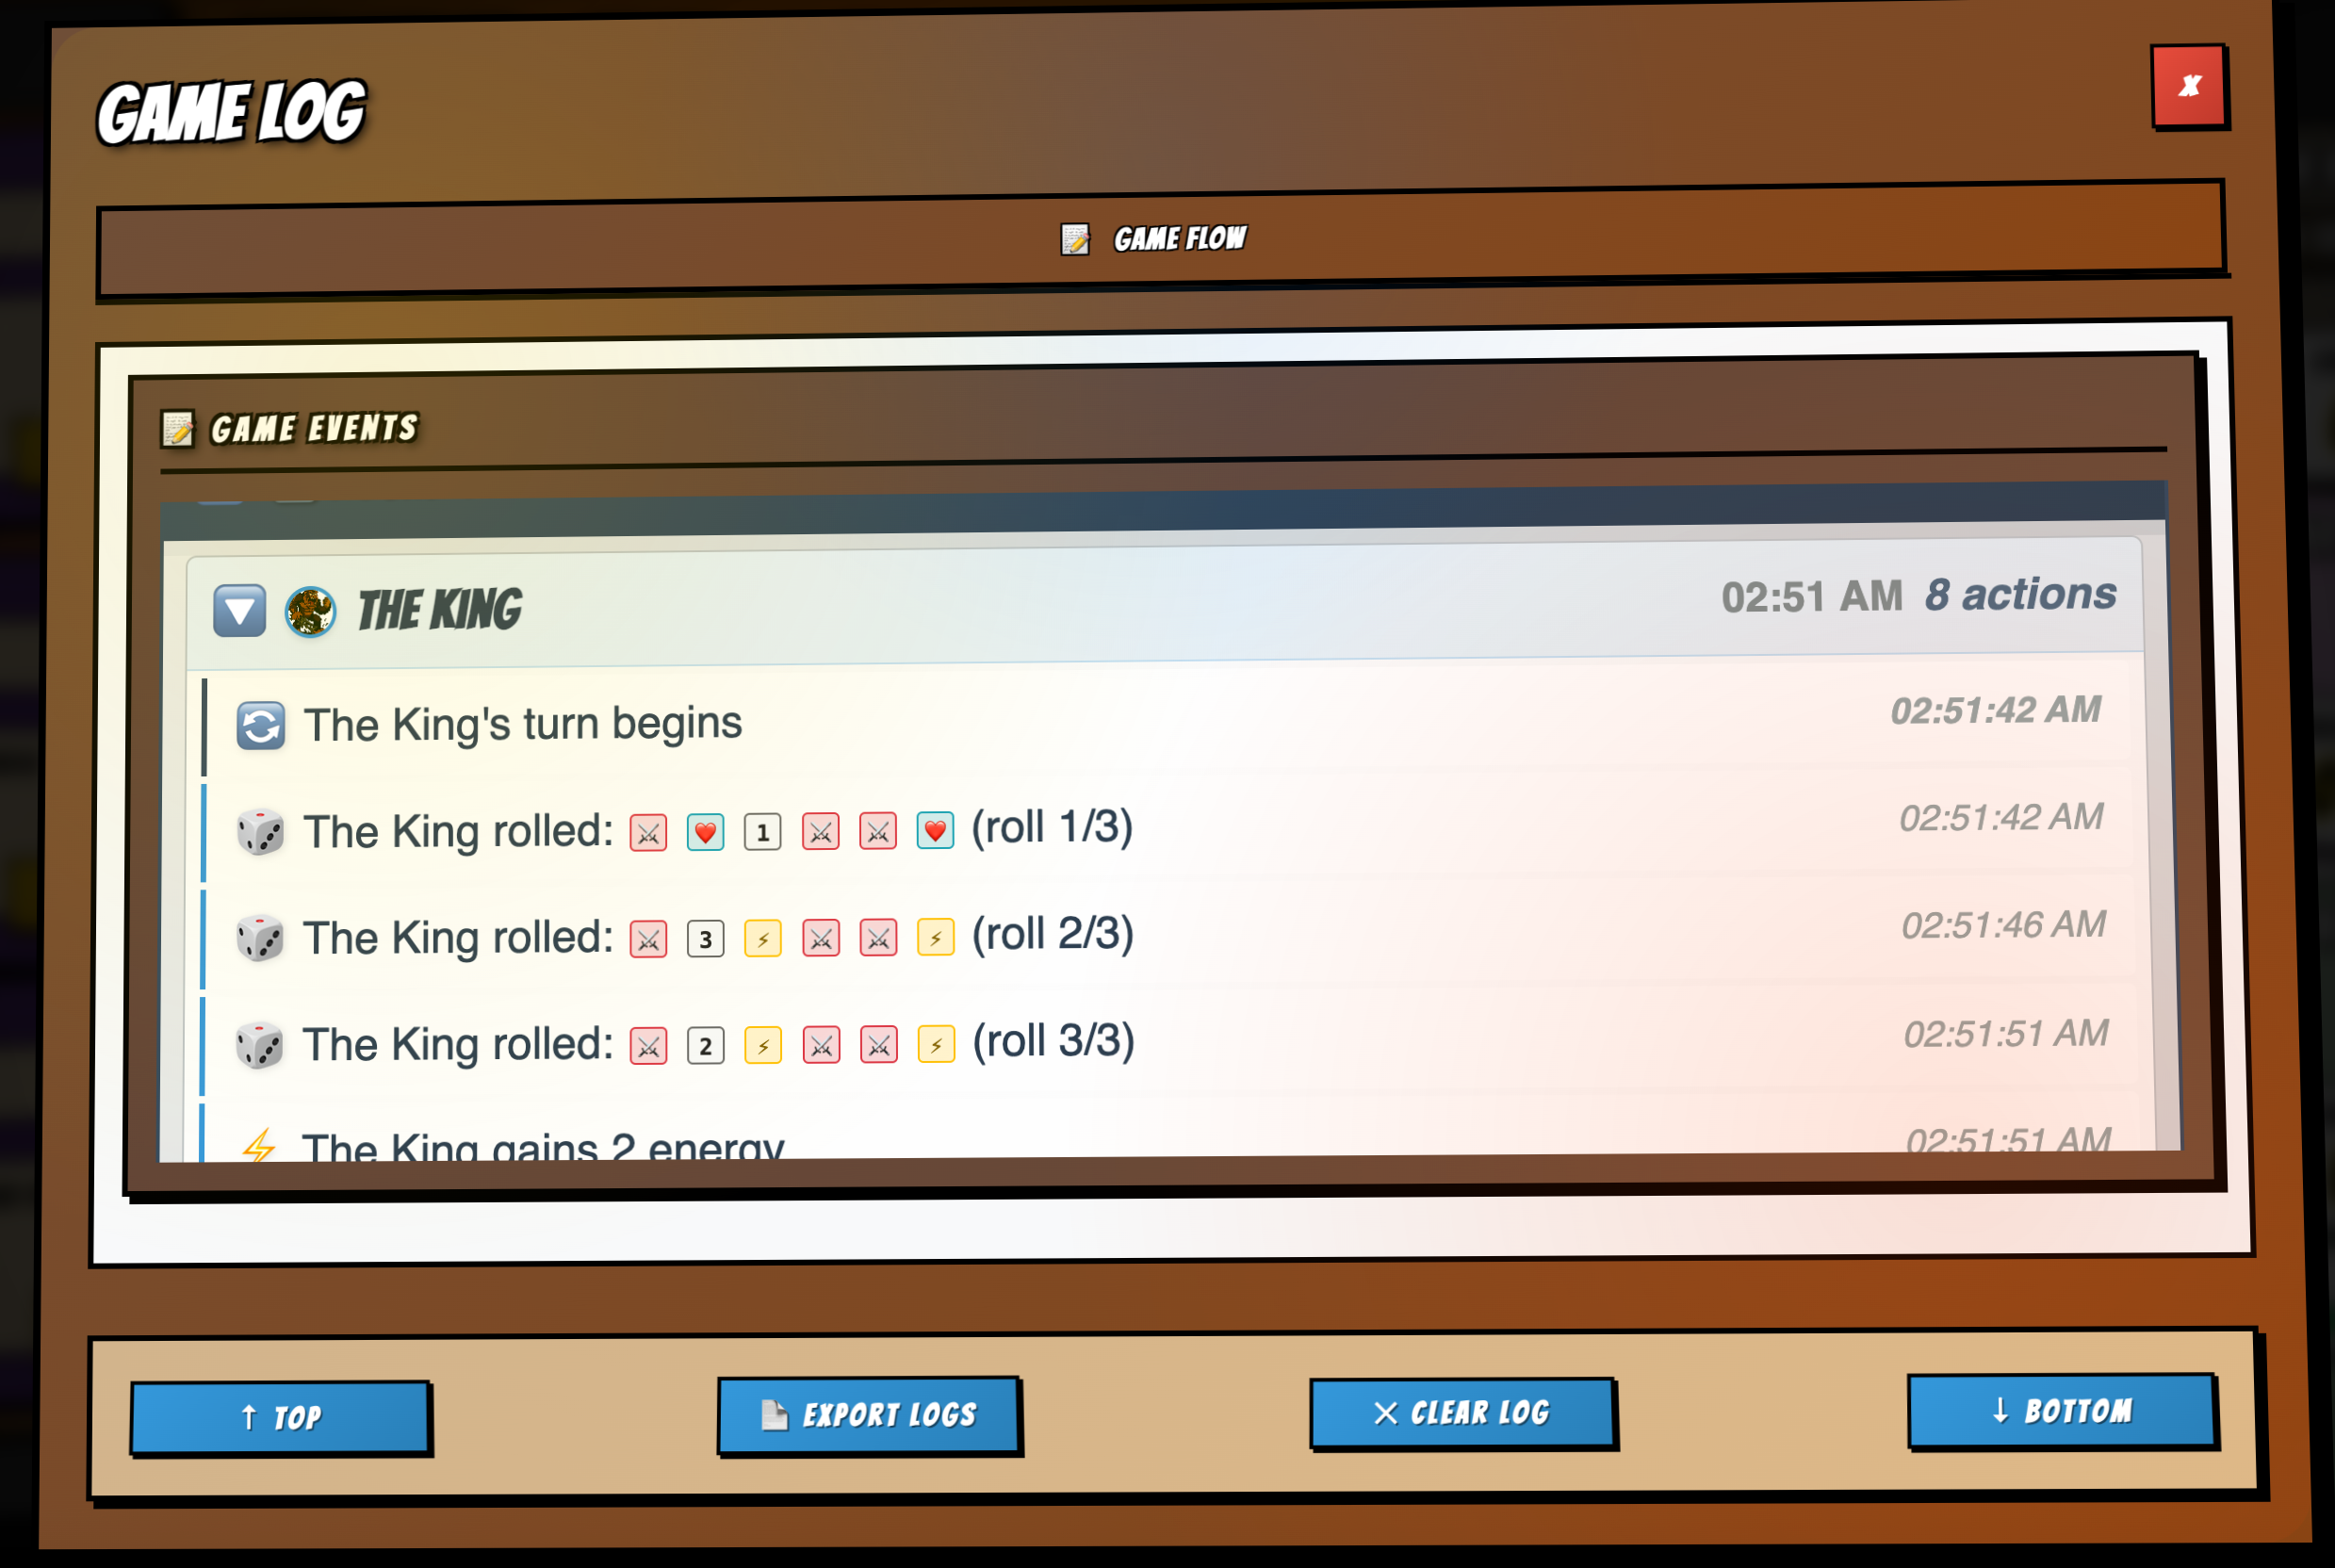 GAME LOG
X
📝 GAME FLOW
📝 GAME EVENTS
THE KING 02:51 AM 8 actions
The King's turn begins 02:51:42 AM
The King rolled: ⚔ ❤️ 1 ⚔ ⚔ ❤️ (roll 1/3) 02:51:42 AM
The King rolled: ⚔ 3 ⚡ ⚔ ⚔ ⚡ (roll 2/3) 02:51:46 AM
The King rolled: ⚔ 2 ⚡ ⚔ ⚔ ⚡ (roll 3/3) 02:51:51 AM
⚡ The King gains 2 energy 02:51:51 AM
↑ TOP
EXPORT LOGS
× CLEAR LOG
↓ BOTTOM